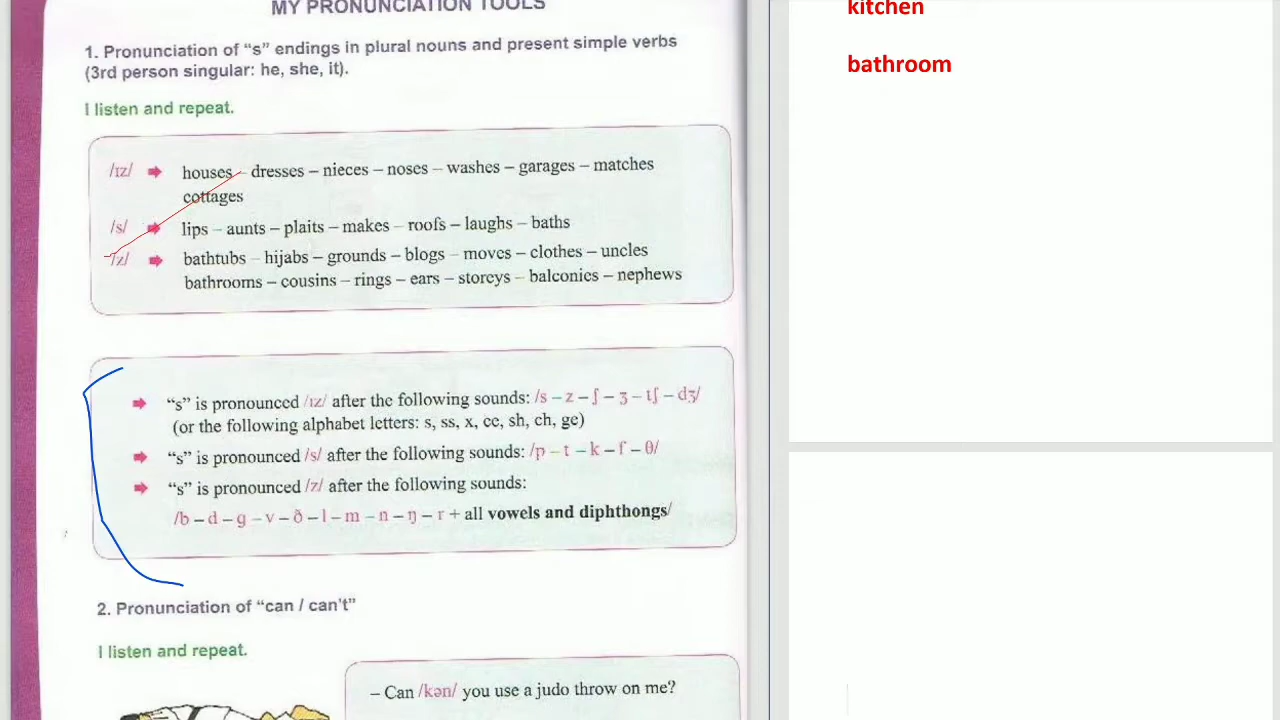 MY PRONUNCIATION TOOLS
1. Pronunciation of “s” endings in plural nouns and present simple verbs
(3rd person singular: he, she, it).
I listen and repeat.
/ɪz/ ➡ houses – dresses – nieces – noses – washes – garages – matches
cottages
/s/ ➡ lips – aunts – plaits – makes – roofs – laughs – baths
/z/ ➡ bathtubs – hijabs – grounds – blogs – moves – clothes – uncles
bathrooms – cousins – rings – ears – storeys – balconies – nephews
➡ “s” is pronounced /ɪz/ after the following sounds: /s – z – ʃ – ʒ – tʃ – dʒ/
(or the following alphabet letters: s, ss, x, ce, sh, ch, ge)
➡ “s” is pronounced /s/ after the following sounds: /p – t – k – f – θ/
➡ “s” is pronounced /z/ after the following sounds:
/b – d – g – v – ð – l – m – n – ŋ – r + all vowels and diphthongs/
2. Pronunciation of “can / can't”
I listen and repeat.
– Can /kən/ you use a judo throw on me?
kitchen
bathroom